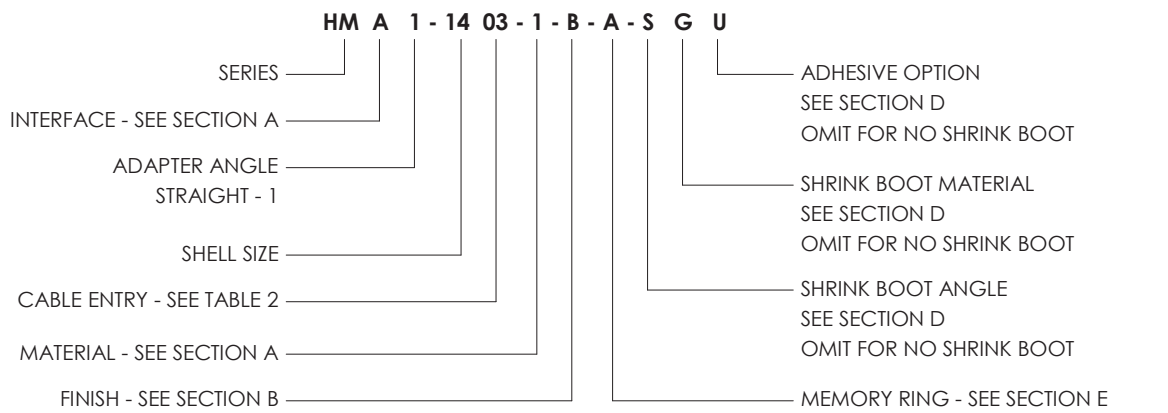 HM A 1 - 14 03 - 1 - B - A - S G U
SERIES
INTERFACE - SEE SECTION A
ADAPTER ANGLE
STRAIGHT - 1
SHELL SIZE
CABLE ENTRY - SEE TABLE 2
MATERIAL - SEE SECTION A
FINISH - SEE SECTION B
ADHESIVE OPTION
SEE SECTION D
OMIT FOR NO SHRINK BOOT
SHRINK BOOT MATERIAL
SEE SECTION D
OMIT FOR NO SHRINK BOOT
SHRINK BOOT ANGLE
SEE SECTION D
OMIT FOR NO SHRINK BOOT
MEMORY RING - SEE SECTION E